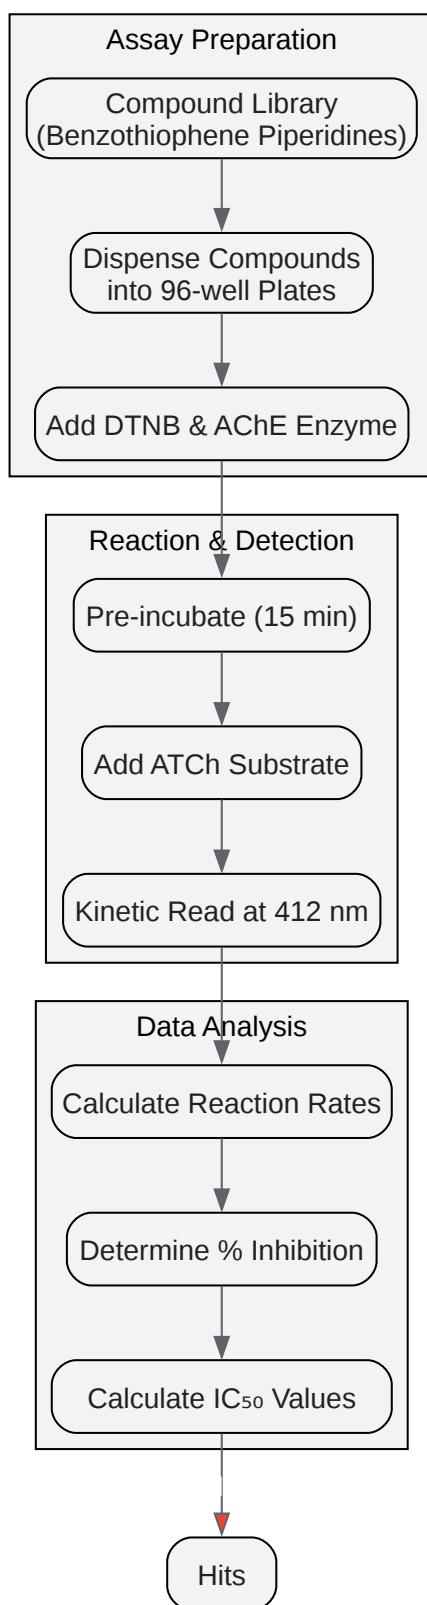 Assay Preparation
Compound Library
(Benzothiophene Piperidines)
Dispense Compounds
into 96-well Plates
Add DTNB & AChE Enzyme
Reaction & Detection
Pre-incubate (15 min)
Add ATCh Substrate
Kinetic Read at 412 nm
Data Analysis
Calculate Reaction Rates
Determine % Inhibition
Calculate IC₅₀ Values
Hits